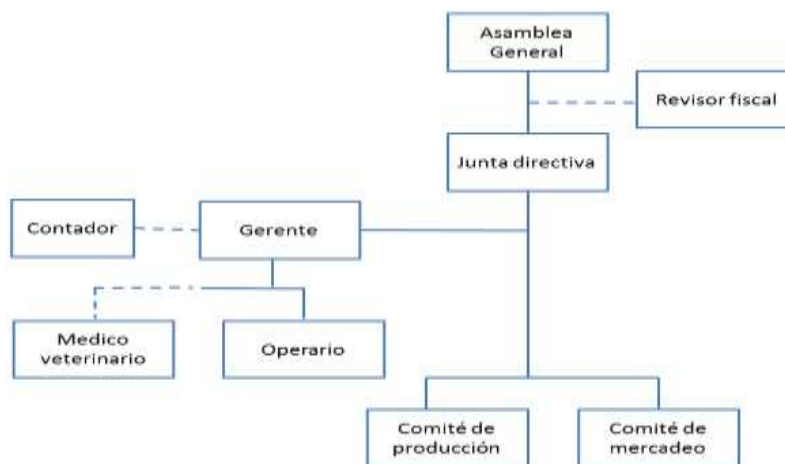 Asamblea
General
Revisor fiscal
Junta directiva
Contador
Gerente
Medico
veterinario
Operario
Comité de
producción
Comité de
mercadeo